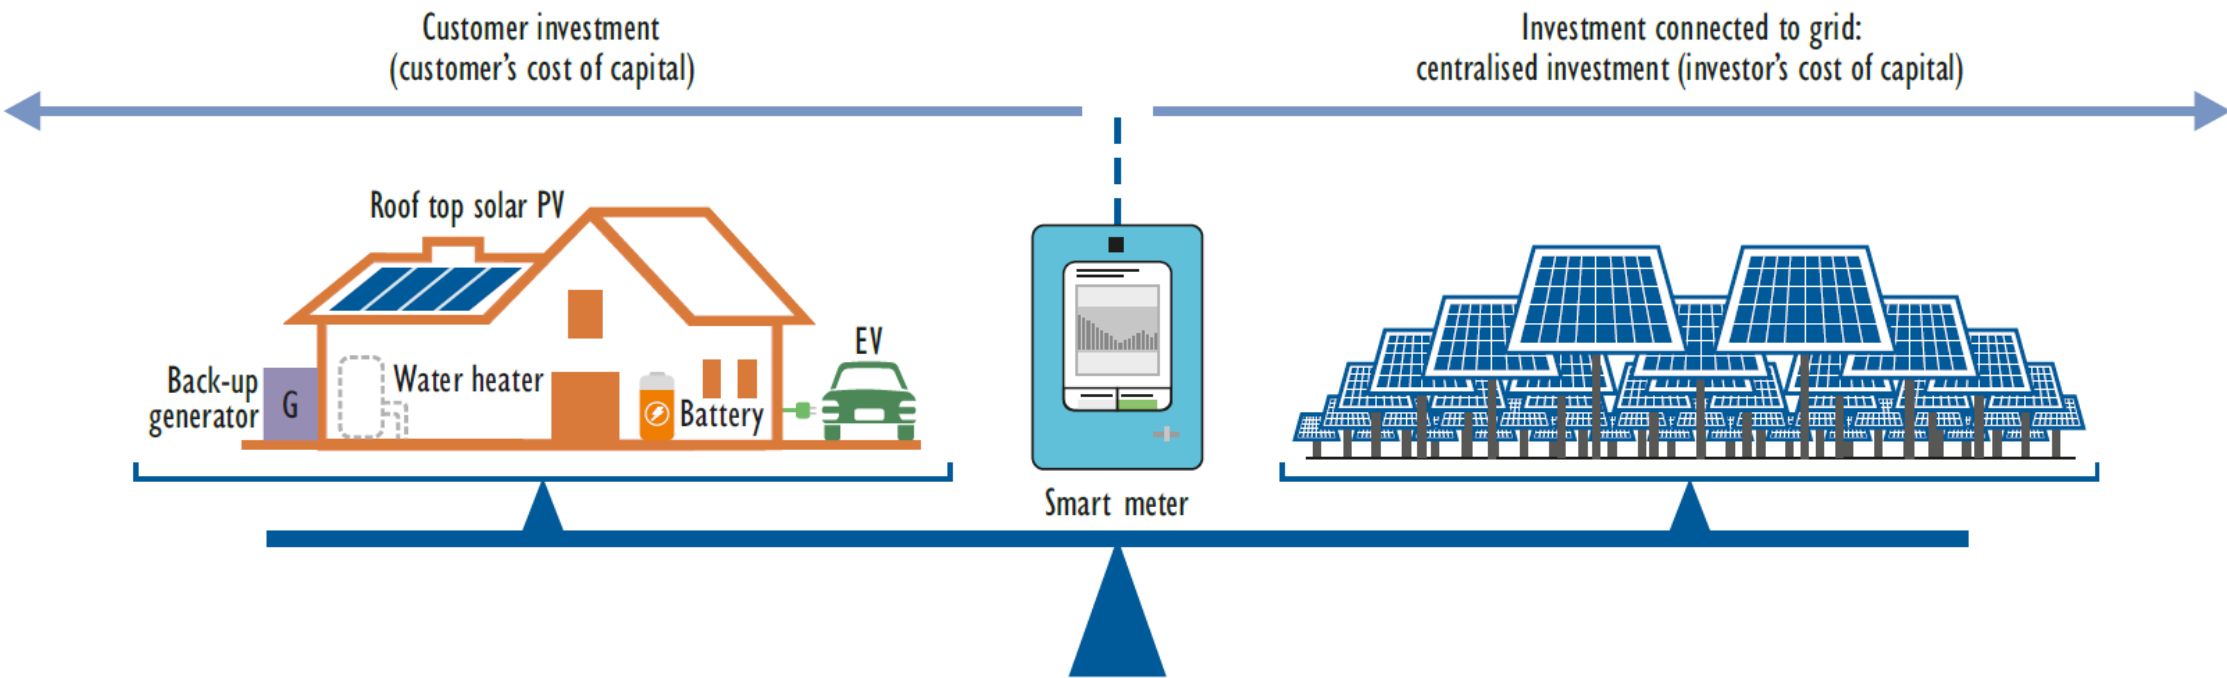 Customer investment
(customer's cost of capital)
Investment connected to grid:
centralised investment (investor's cost of capital)
Roof top solar PV
EV
Back-up
generator
G
Water heater
Battery
Smart meter